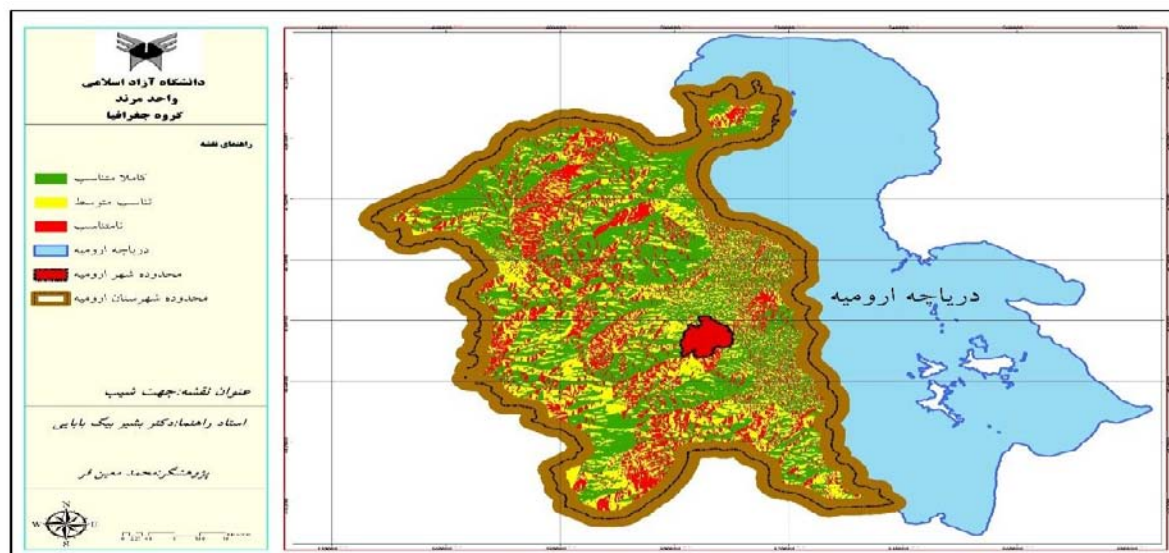 دانشگاه آزاد اسلامی
واحد مرند
گروه جغرافیا
راهنمای نقشه
کاملا متناسب
تناسب متوسط
نامتناسب
دریاچه ارومیه
محدوده شهر ارومیه
محدوده شهرستان ارومیه
عنوان نقشه:جهت شیب
استاد راهنما:دکتر بشیر بیگ بابایی
پژوهشگر:محمد معین فر
دریاچه ارومیه